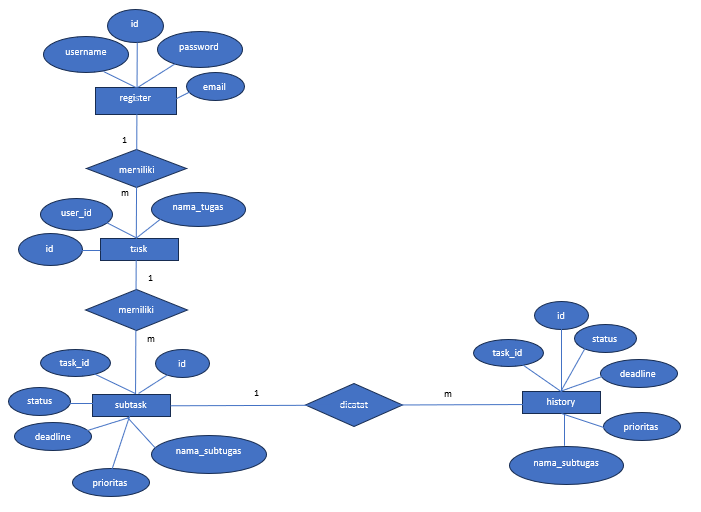 id
username
password
email
register
1
memiliki
m
user_id
nama_tugas
id
task
1
memiliki
m
task_id
id
status
subtask
deadline
nama_subtugas
prioritas
1
dicatat
m
id
status
task_id
deadline
history
prioritas
nama_subtugas